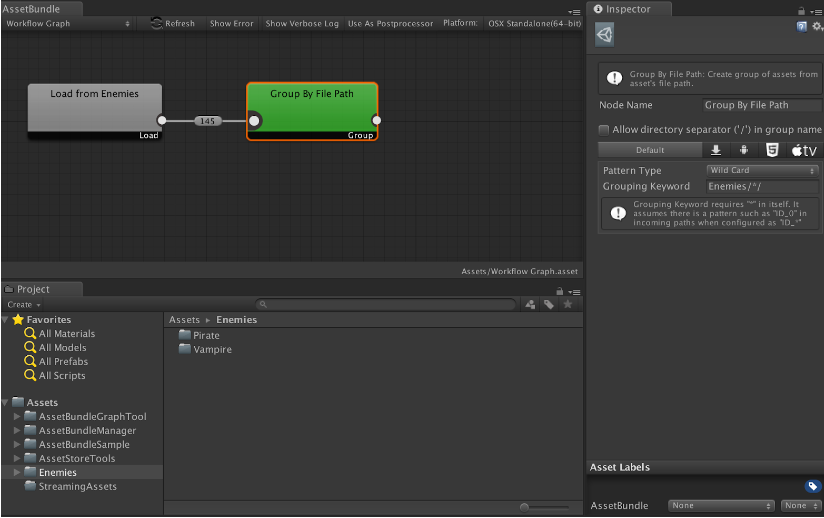 AssetBundle
Workflow Graph
Refresh
Show Error
Show Verbose Log
Use As Postprocessor
Platform:
OSX Standalone(64-bit)
Load from Enemies
Load
145
Group By File Path
Group
Assets/Workflow Graph.asset
Project
Create
Favorites
All Materials
All Models
All Prefabs
All Scripts
Assets
AssetBundleGraphTool
AssetBundleManager
AssetBundleSample
AssetStoreTools
Enemies
StreamingAssets
Assets ▸ Enemies
Pirate
Vampire
Inspector
Group By File Path: Create group of assets from
asset's file path.
Node Name
Group By File Path
Allow directory separator ('/') in group name
Default
tv
Pattern Type
Wild Card
Grouping Keyword
Enemies/*/
Grouping Keyword requires "*" in itself. It
assumes there is a pattern such as "ID_0" in
incoming paths when configured as "ID_*"
Asset Labels
AssetBundle
None
None